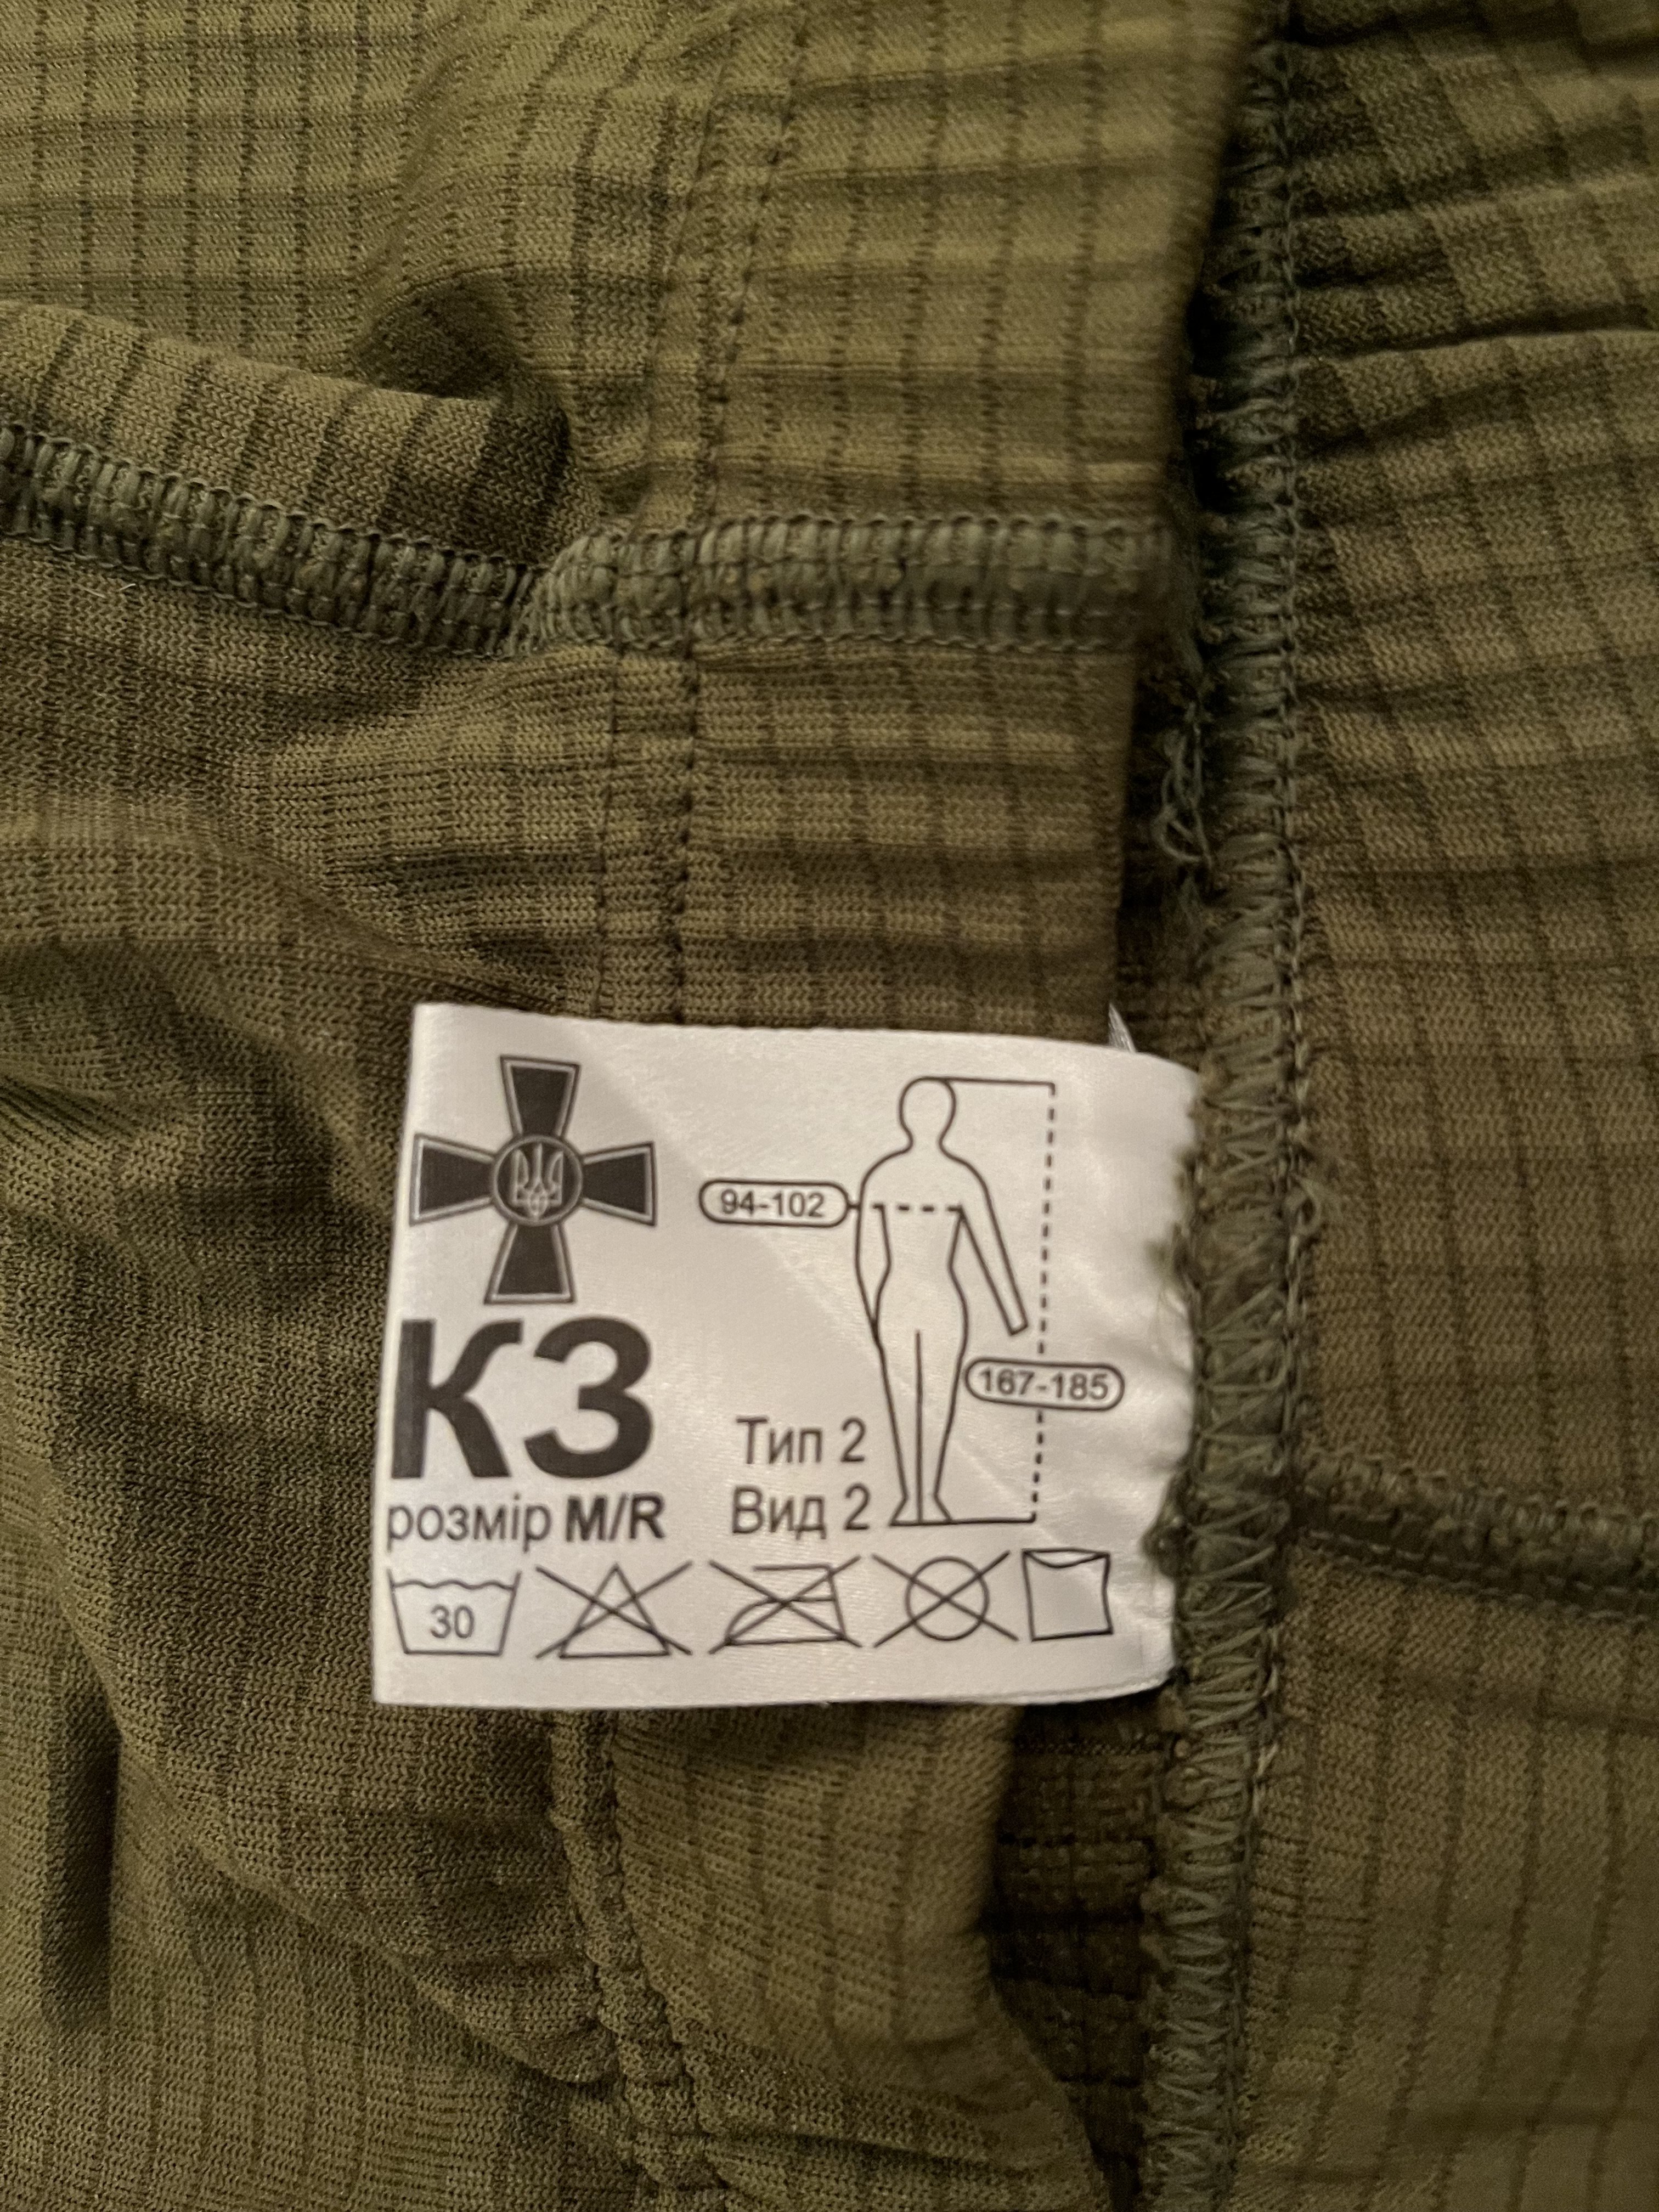 94-102
КЗ
167-185
Тип 2
Вид 2
розмір M/R
30